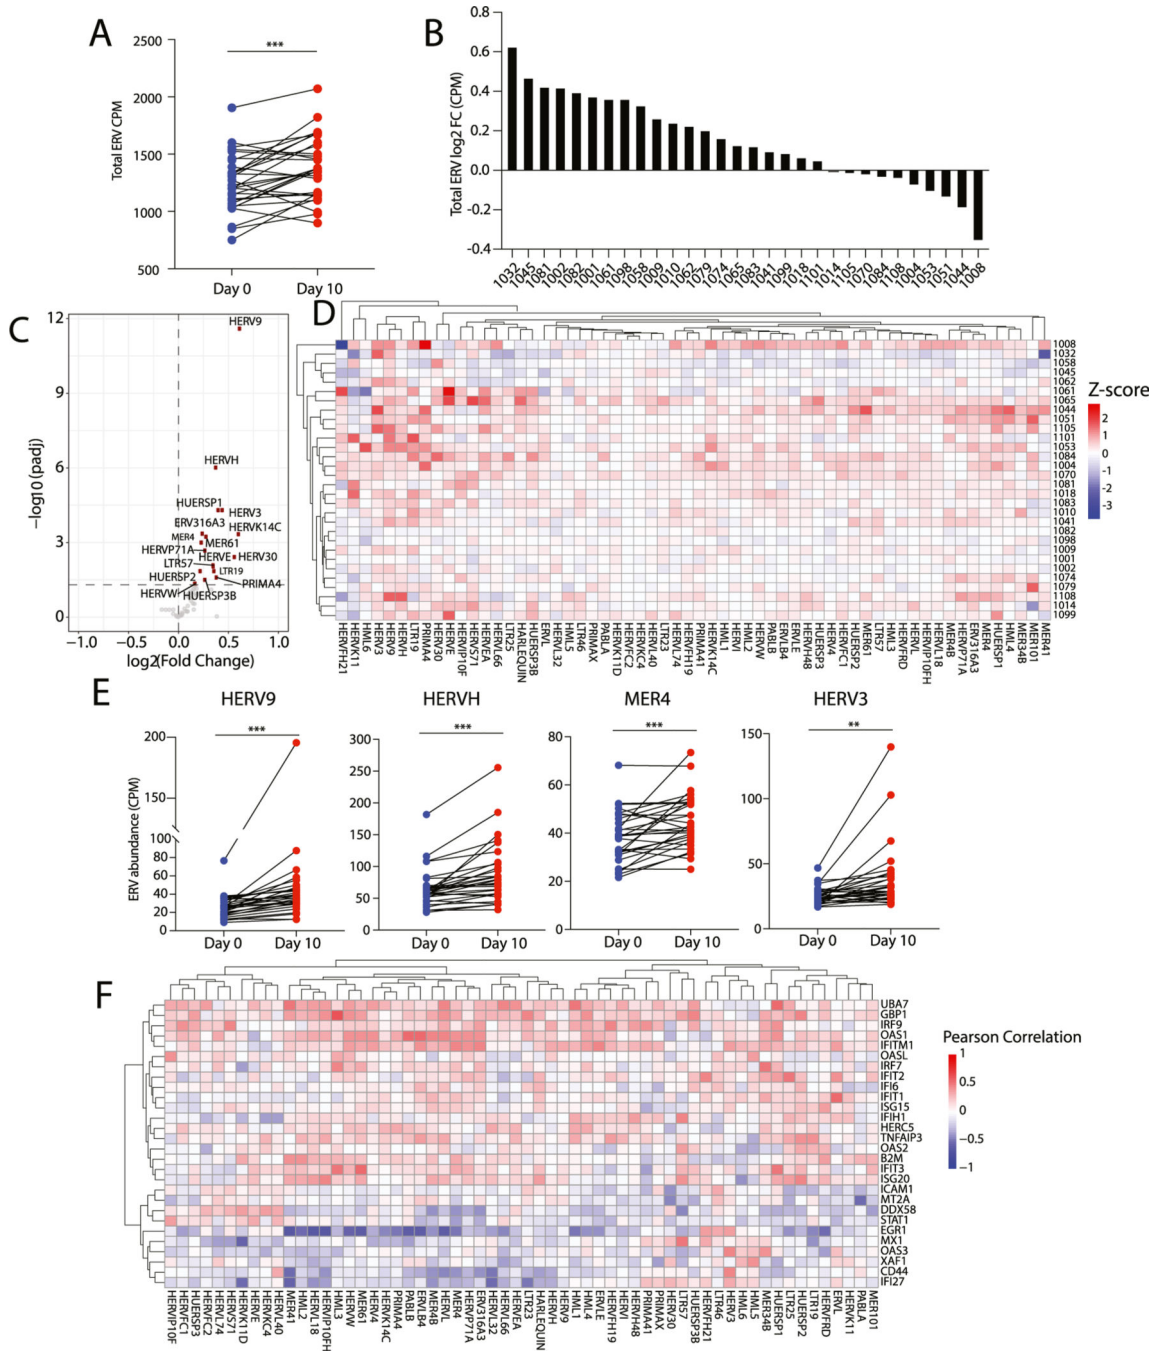 A
2500
2000
1500
1000
500
Total ERV CPM
***
Day 0
Day 10
B
0.8
0.6
0.4
0.2
0.0
-0.2
-0.4
Total ERV log2 FC (CPM)
1032
1045
1081
1002
1082
1001
1061
1098
1058
1009
1010
1062
1079
1074
1065
1083
1041
1099
1018
1101
1014
1105
1070
1084
1108
1004
1053
1051
1044
1008
C
12
9
6
3
0
−log10 (padj)
HERV9
HERVH
HUERSP1
HERV3
ERV316A3
HERVK14C
MER4
MER61
HERVP71A
HERVE
HERV30
LTR57
LTR19
HUERSP2
PRIMA4
HERVW
HUERSP3B
-1.0
-0.5
0.0
0.5
1.0
log2(Fold Change)
D
1008
1032
1058
1045
1062
1061
1065
1044
1051
1105
1101
1053
1084
1004
1070
1081
1018
1083
1010
1041
1082
1098
1009
1001
1002
1074
1079
1108
1014
1099
HERVFH21
HERVK11
HML6
HERV3
HERV9
HERVH
LTR19
PRIMA4
HERV30
HERVE
HERVIP10F
HERVS71
HERVEA
HERVL66
LTR25
HARLEQUIN
HUERSP3B
ERVL
HERVL32
HML5
LTR46
PRIMAX
PABLA
HERVK11D
HERVFC2
HERVKC4
HERVL40
LTR23
HERVL74
HERVFH19
PRIMA41
HERVK14C
HML1
HERVI
HML2
HERVW
PABLB
ERVB4
ERVLE
HERVH48
HUERSP3
HERV4
HERVFC1
HUERSP2
MER61
LTR57
HML3
HERVFRD
HERVL
HERVIP10FH
HERVL18
MER4B
HERVP71A
ERV316A3
MER4
HUERSP1
HML4
MER34B
MER101
MER41
Z-score
2
1
0
-1
-2
-3
E
HERV9
HERVH
MER4
HERV3
ERV abundance (CPM)
200
150
100
80
60
40
20
0
***
Day 0
Day 10
300
250
200
150
100
50
0
***
Day 0
Day 10
80
60
40
20
0
***
Day 0
Day 10
150
100
50
0
**
Day 0
Day 10
F
UBA7
GBP1
IRF9
OAS1
IFITM1
OASL
IRF7
IFIT2
IFI6
IFIT1
ISG15
IFIH1
HERC5
TNFAIP3
OAS2
B2M
IFIT3
ISG20
ICAM1
MT2A
DDX58
STAT1
EGR1
MX1
OAS3
XAF1
CD44
IFI27
HERVIP10F
HERVFC1
HUERSP3
HERVFC2
HERVL74
HERVS71
HERVK11D
HERVE
HERVKC4
HERVL40
MER41
HML2
HERVL18
HERVIP10FH
HML3
HERVW
MER61
HERV4
HERVK14C
PRIMA4
PABLB
ERVB4
MER4B
HERVL
MER4
HERVP71A
ERV316A3
HERVL32
HERVL66
HERVEA
LTR23
HARLEQUIN
HERVH
HERV9
HML1
HML4
ERVLE
HERVFH19
HERVI
HERVH48
PRIMA41
PRIMAX
HERV30
LTR57
HUERSP3B
HERVFH21
LTR46
HERV3
HML6
HML5
MER34B
HUERSP1
LTR25
HUERSP2
LTR19
HERVFRD
ERVL
HERVK11
PABLA
MER101
Pearson Correlation
1
0.5
0
−0.5
−1